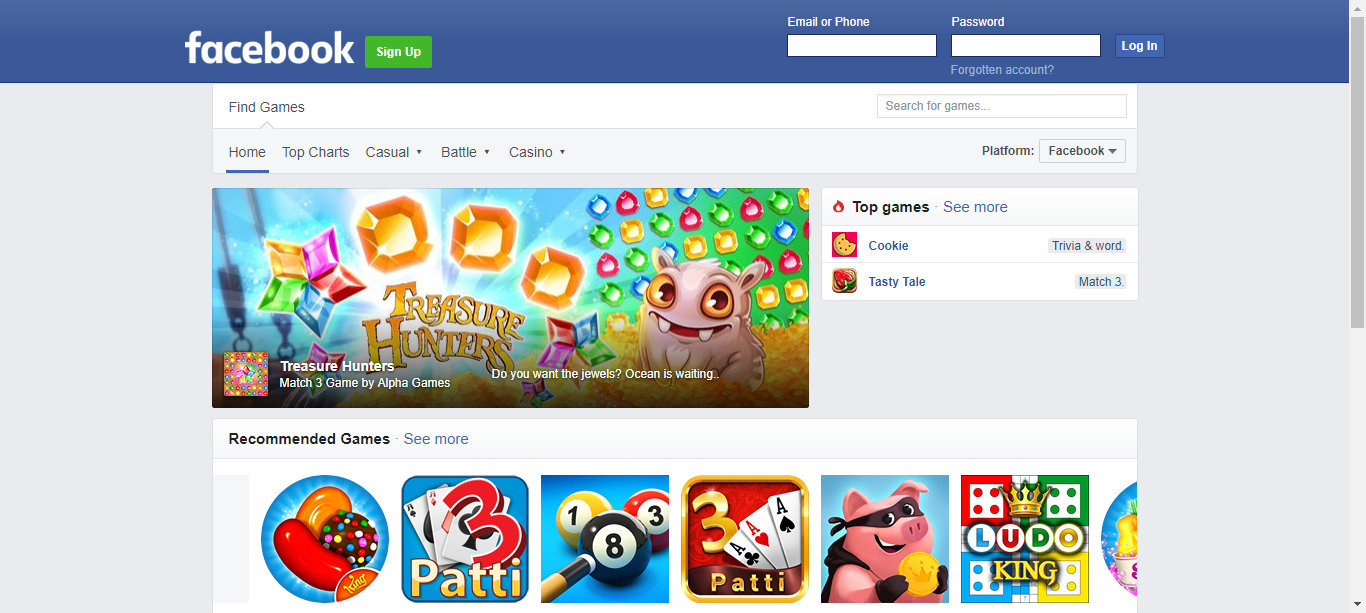 facebook
Sign Up
Email or Phone
Password
Log In
Forgotten account?
Find Games
Search for games...
Home
Top Charts
Casual
Battle
Casino
Platform:
Facebook
TREASURE
HUNTERS
Treasure Hunters
Match 3 Game by Alpha Games
Do you want the jewels? Ocean is waiting..
Top games · See more
Cookie
Trivia & word.
Tasty Tale
Match 3.
Recommended Games · See more
King
3
Patti
1
3
8
3
A
A
A
Patti
LUDO
KING